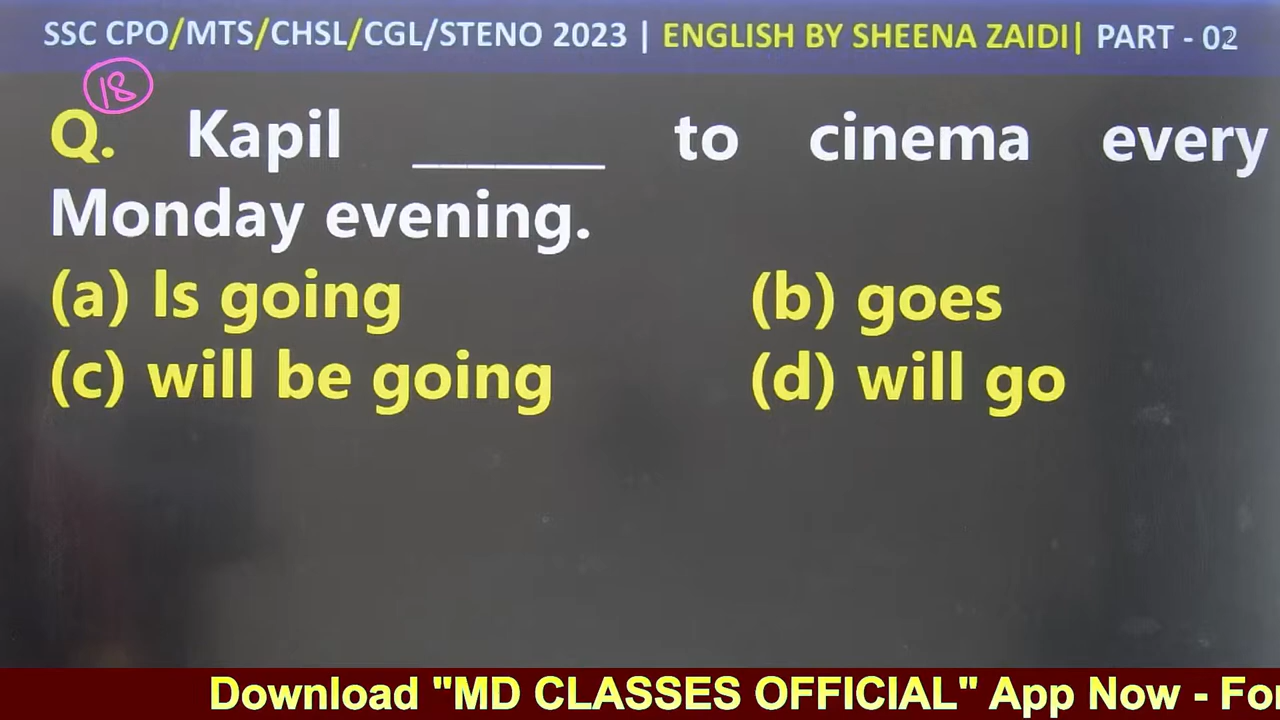 SSC CPO/MTS/CHSL/CGL/STENO 2023 | ENGLISH BY SHEENA ZAIDI| PART - 02
18
Q. Kapil ______ to cinema every
Monday evening.
(a) Is going (b) goes
(c) will be going (d) will go
Download "MD CLASSES OFFICIAL" App Now - For